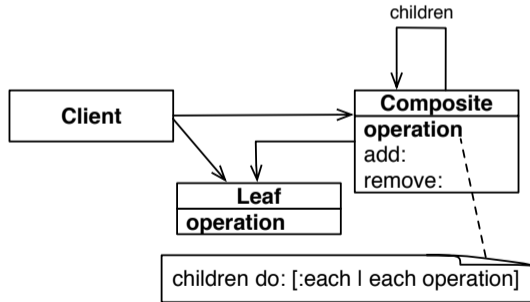 children
Client
Composite
operation
add:
remove:
Leaf
operation
children do: [:each | each operation]